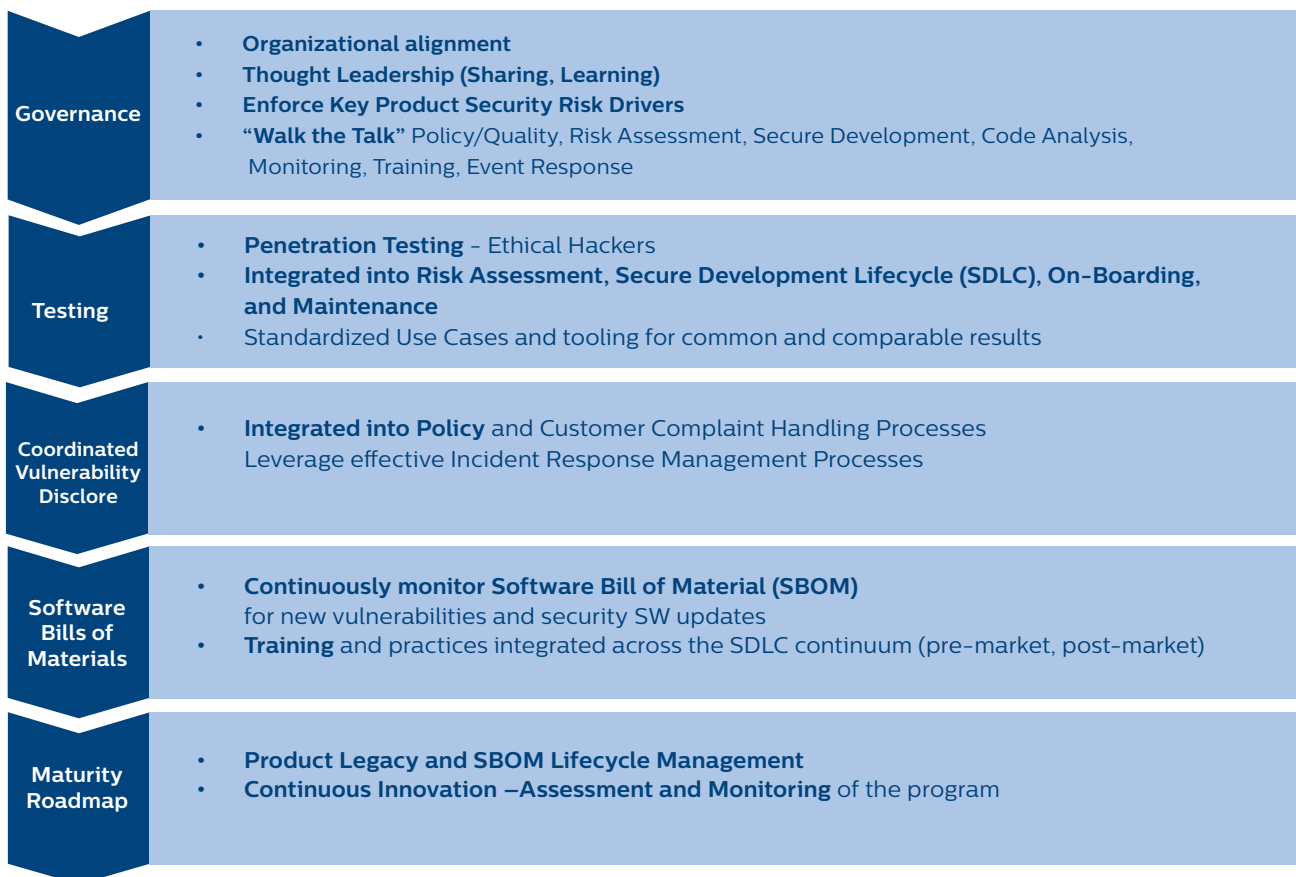 Governance
• Organizational alignment
• Thought Leadership (Sharing, Learning)
• Enforce Key Product Security Risk Drivers
• “Walk the Talk” Policy/Quality, Risk Assessment, Secure Development, Code Analysis,
Monitoring, Training, Event Response
Testing
• Penetration Testing - Ethical Hackers
• Integrated into Risk Assessment, Secure Development Lifecycle (SDLC), On-Boarding,
and Maintenance
• Standardized Use Cases and tooling for common and comparable results
Coordinated
Vulnerability
Disclore
• Integrated into Policy and Customer Complaint Handling Processes
Leverage effective Incident Response Management Processes
Software
Bills of
Materials
• Continuously monitor Software Bill of Material (SBOM)
for new vulnerabilities and security SW updates
• Training and practices integrated across the SDLC continuum (pre-market, post-market)
Maturity
Roadmap
• Product Legacy and SBOM Lifecycle Management
• Continuous Innovation –Assessment and Monitoring of the program